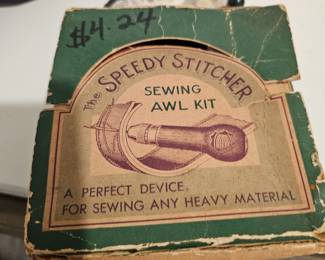 $4.24
The SPEEDY STITCHER
SEWING
AWL KIT
A PERFECT DEVICE
FOR SEWING ANY HEAVY MATERIAL